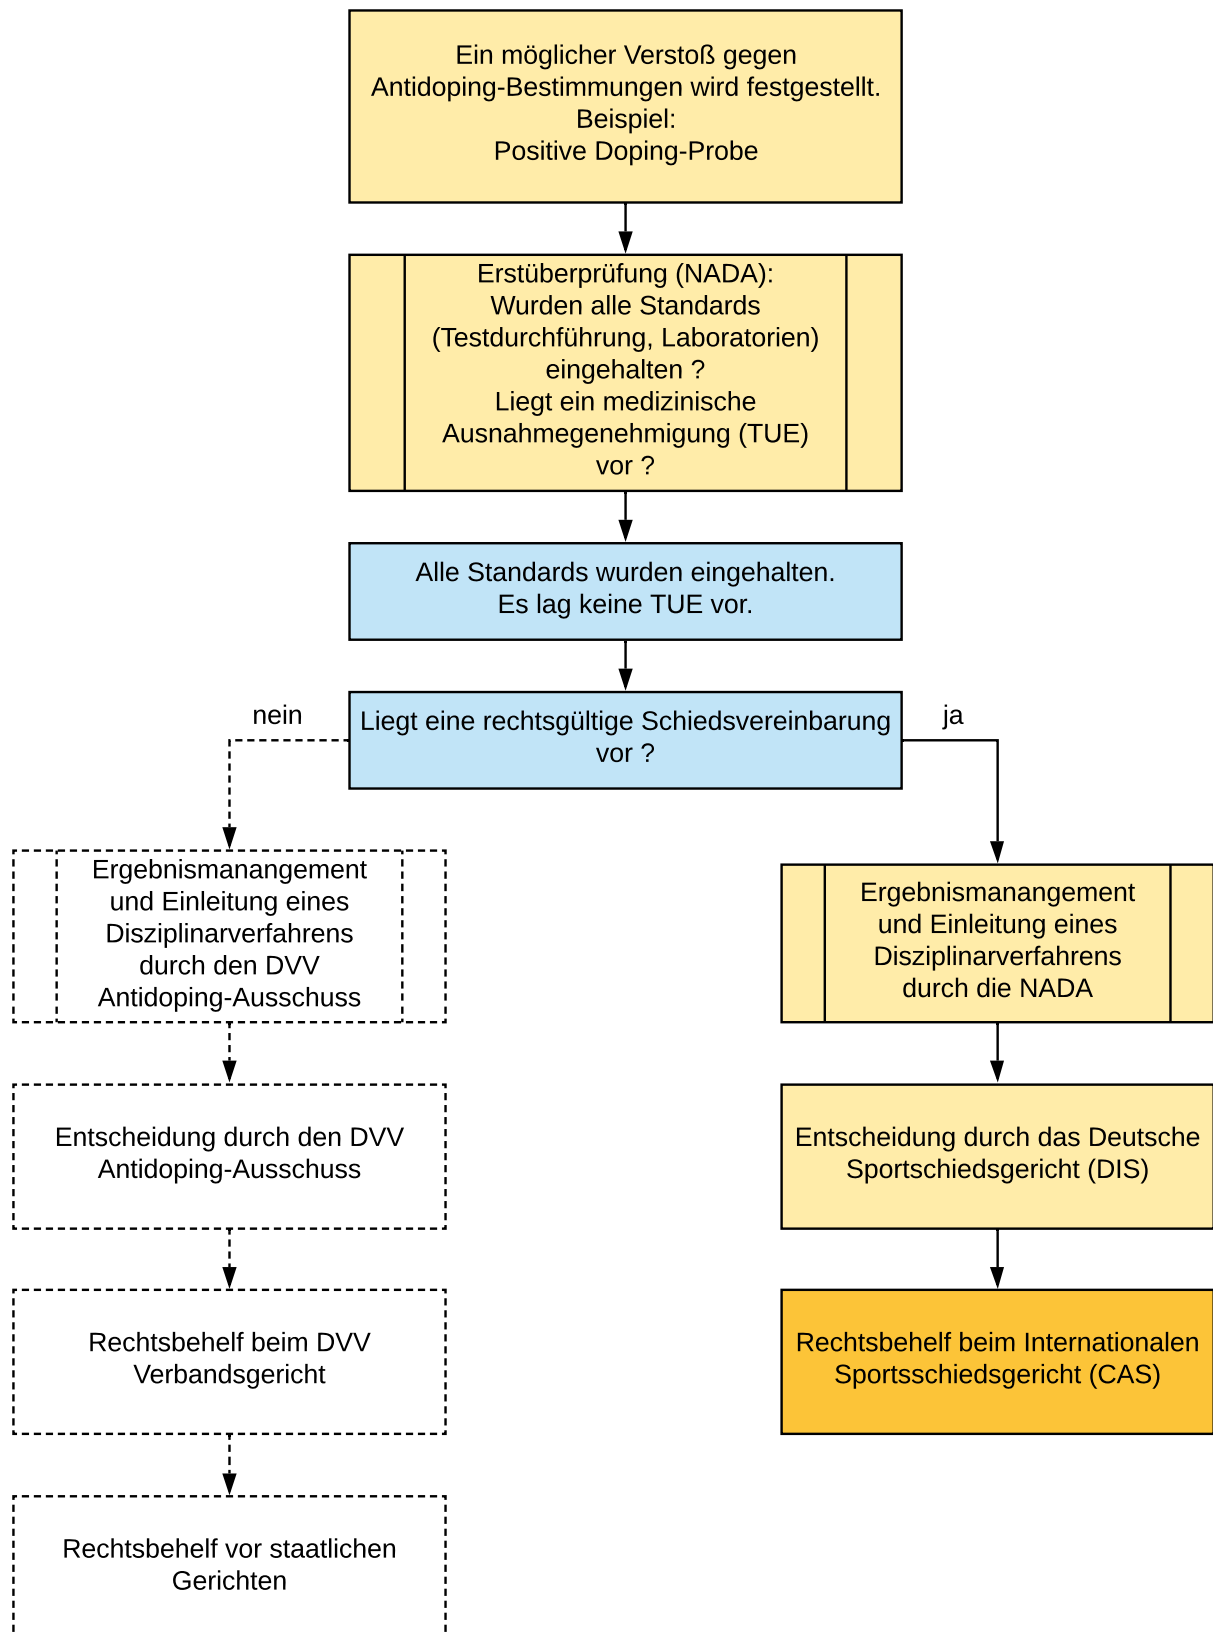 Ein möglicher Verstoß gegen
Antidoping-Bestimmungen wird festgestellt.
Beispiel:
Positive Doping-Probe
Erstüberprüfung (NADA):
Wurden alle Standards
(Testdurchführung, Laboratorien)
eingehalten ?
Liegt ein medizinische
Ausnahmegenehmigung (TUE)
vor ?
Alle Standards wurden eingehalten.
Es lag keine TUE vor.
nein
Liegt eine rechtsgültige Schiedsvereinbarung
vor ?
ja
Ergebnismanangement
und Einleitung eines
Disziplinarverfahrens
durch den DVV
Antidoping-Ausschuss
Ergebnismanangement
und Einleitung eines
Disziplinarverfahrens
durch die NADA
Entscheidung durch den DVV
Antidoping-Ausschuss
Entscheidung durch das Deutsche
Sportschiedsgericht (DIS)
Rechtsbehelf beim DVV
Verbandsgericht
Rechtsbehelf beim Internationalen
Sportsschiedsgericht (CAS)
Rechtsbehelf vor staatlichen
Gerichten